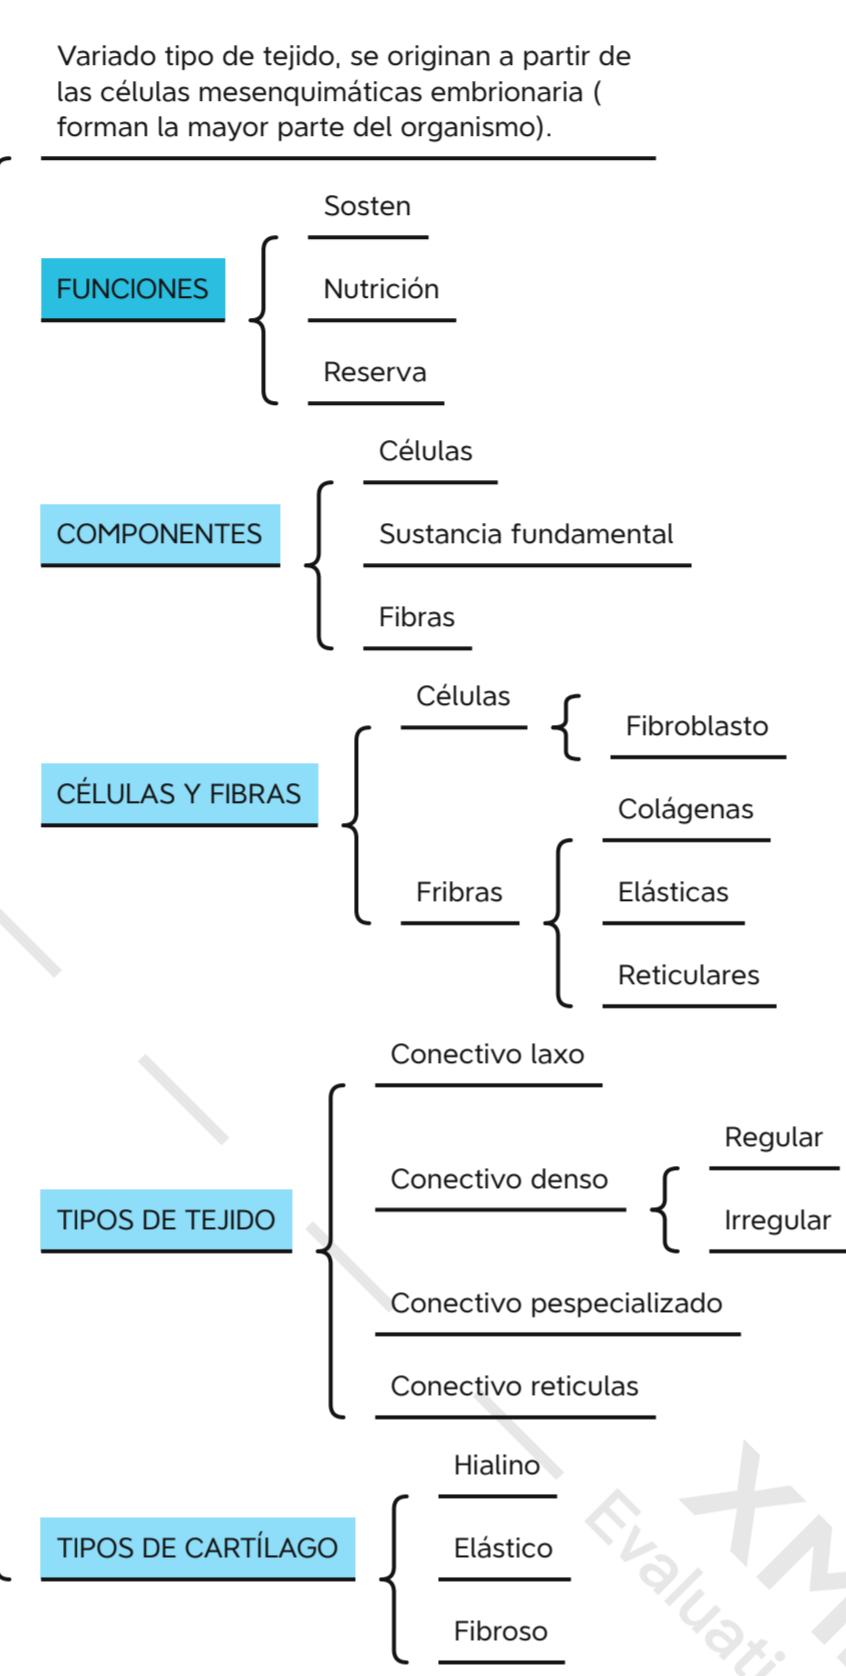 Variado tipo de tejido, se originan a partir de
las células mesenquimáticas embrionaria (
forman la mayor parte del organismo).
FUNCIONES
Sosten
Nutrición
Reserva
COMPONENTES
Células
Sustancia fundamental
Fibras
CÉLULAS Y FIBRAS
Células
Fibroblasto
Fribras
Colágenas
Elásticas
Reticulares
TIPOS DE TEJIDO
Conectivo laxo
Conectivo denso
Regular
Irregular
Conectivo pespecializado
Conectivo reticulas
TIPOS DE CARTÍLAGO
Hialino
Elástico
Fibroso